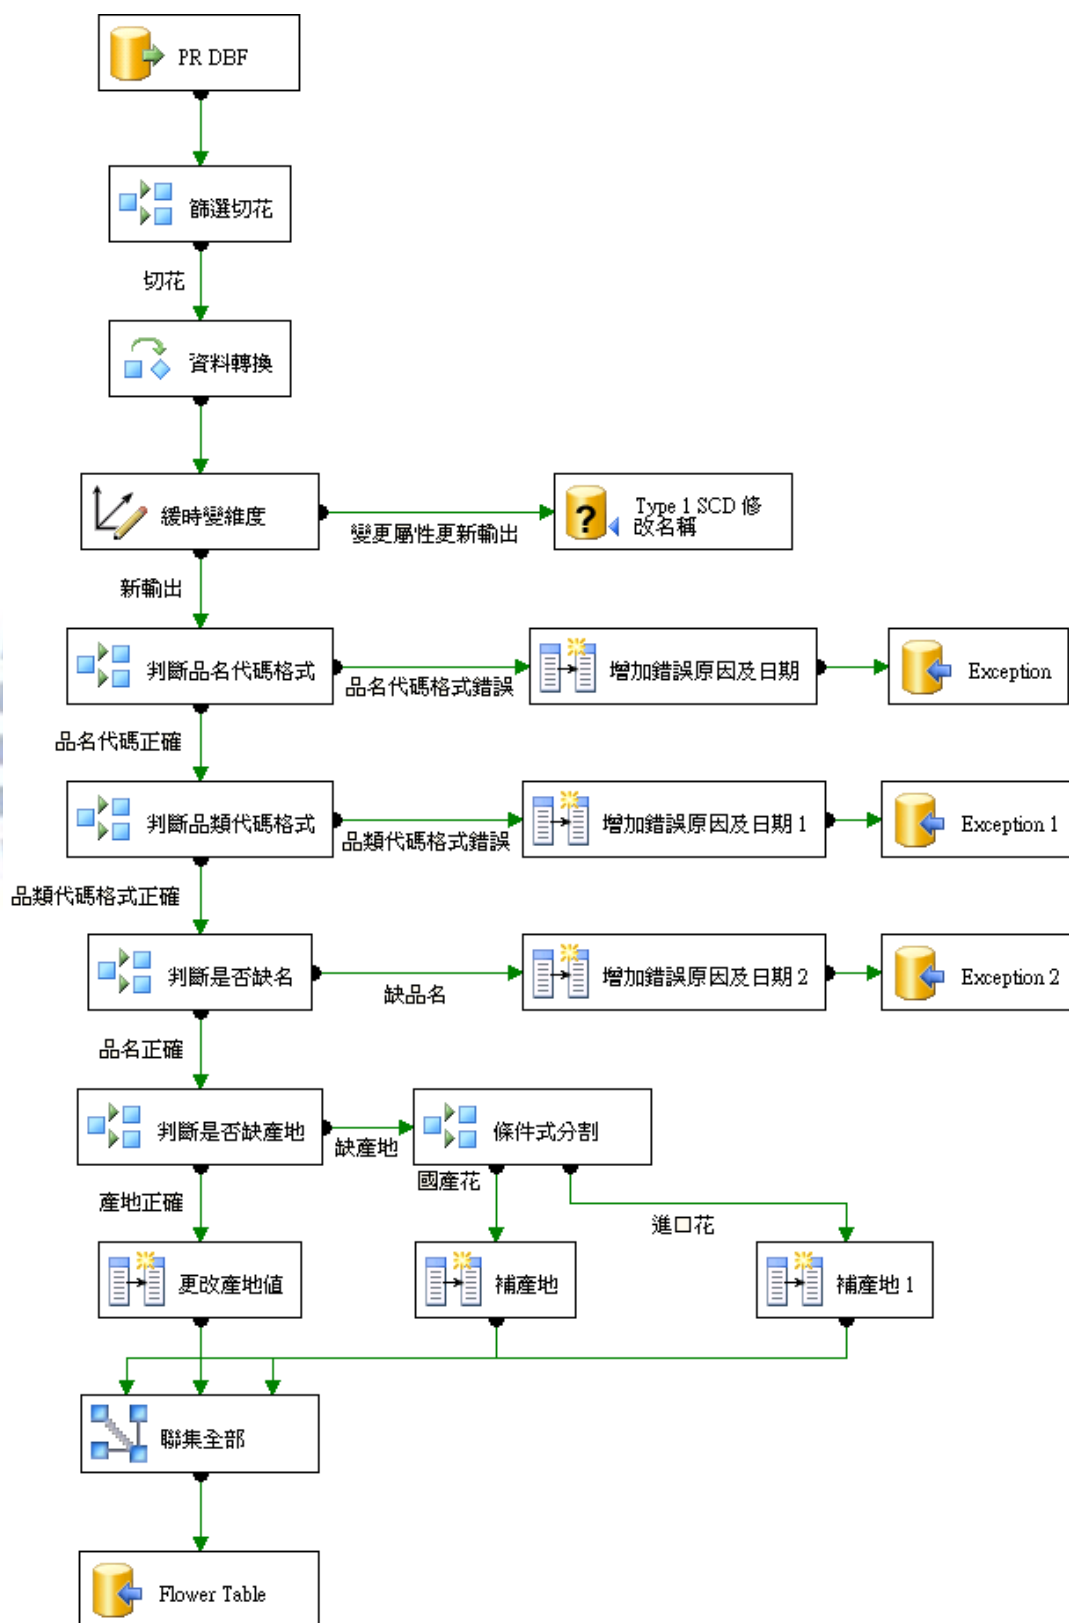 PR DBF
篩選切花
切花
資料轉換
緩時變維度
變更屬性更新輸出
Type 1 SCD 修
改名稱
新輸出
判斷品名代碼格式
品名代碼格式錯誤
增加錯誤原因及日期
Exception
品名代碼正確
判斷品類代碼格式
品類代碼格式錯誤
增加錯誤原因及日期 1
Exception 1
品類代碼格式正確
判斷是否缺名
缺品名
增加錯誤原因及日期 2
Exception 2
品名正確
判斷是否缺產地
缺產地
條件式分割
產地正確
國產花
進口花
更改產地值
補產地
補產地 1
聯集全部
Flower Table